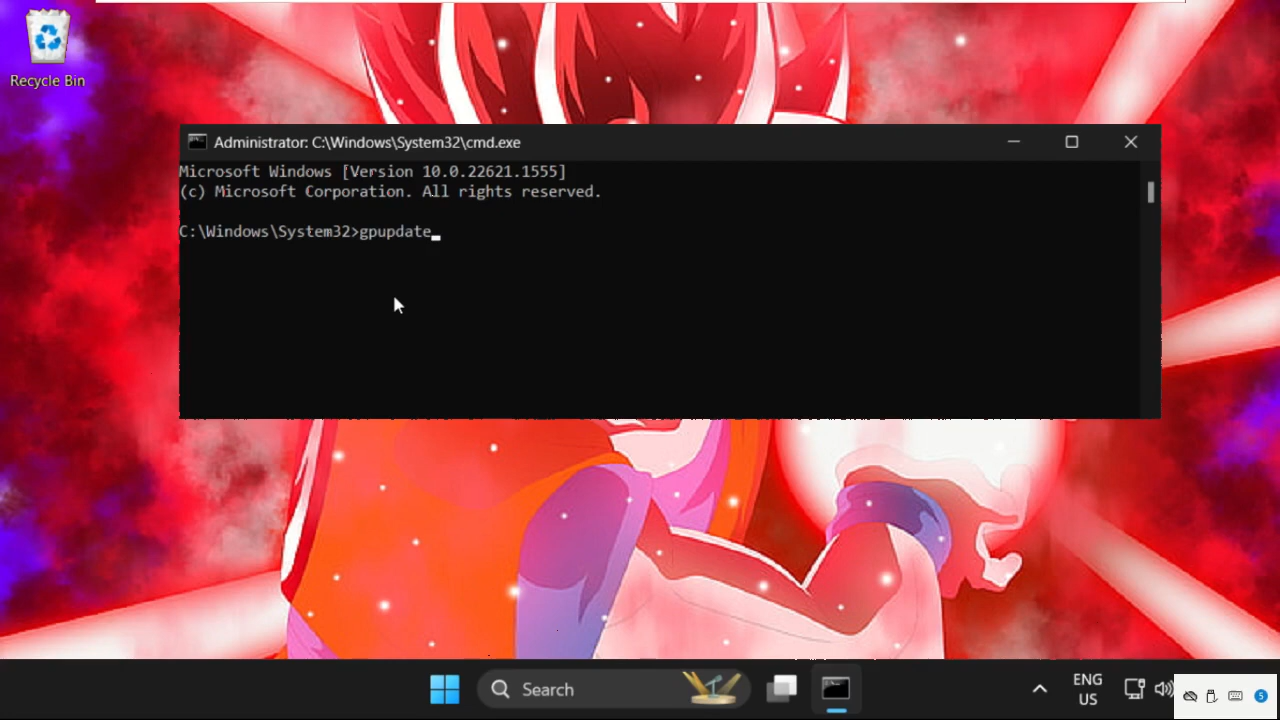 Recycle Bin
Administrator: C:\Windows\System32\cmd.exe
Microsoft Windows [Version 10.0.22621.1555]
(c) Microsoft Corporation. All rights reserved.
C:\Windows\System32>gpupdate
Search
ENG
US
5